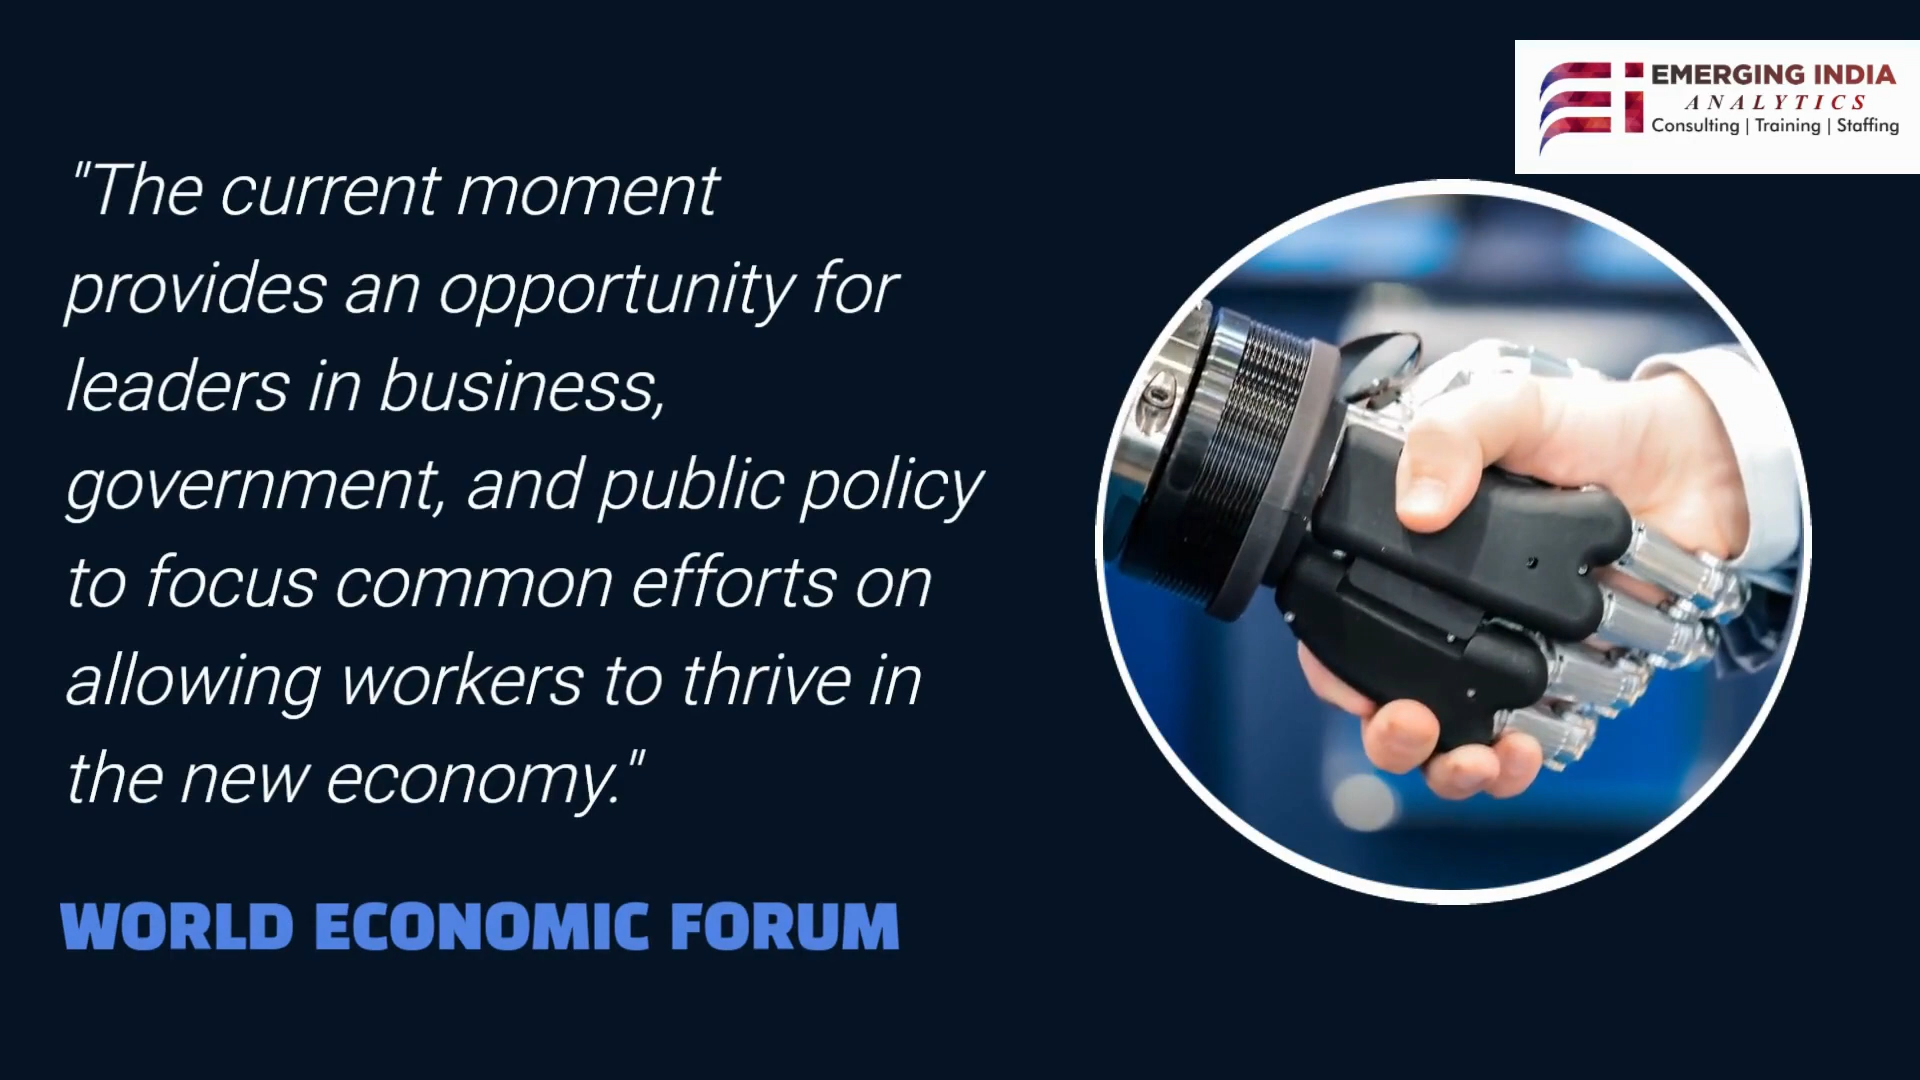 EMERGING INDIA
ANALYTICS
Consulting | Training | Staffing
"The current moment
provides an opportunity for
leaders in business,
government, and public policy
to focus common efforts on
allowing workers to thrive in
the new economy."
WORLD ECONOMIC FORUM